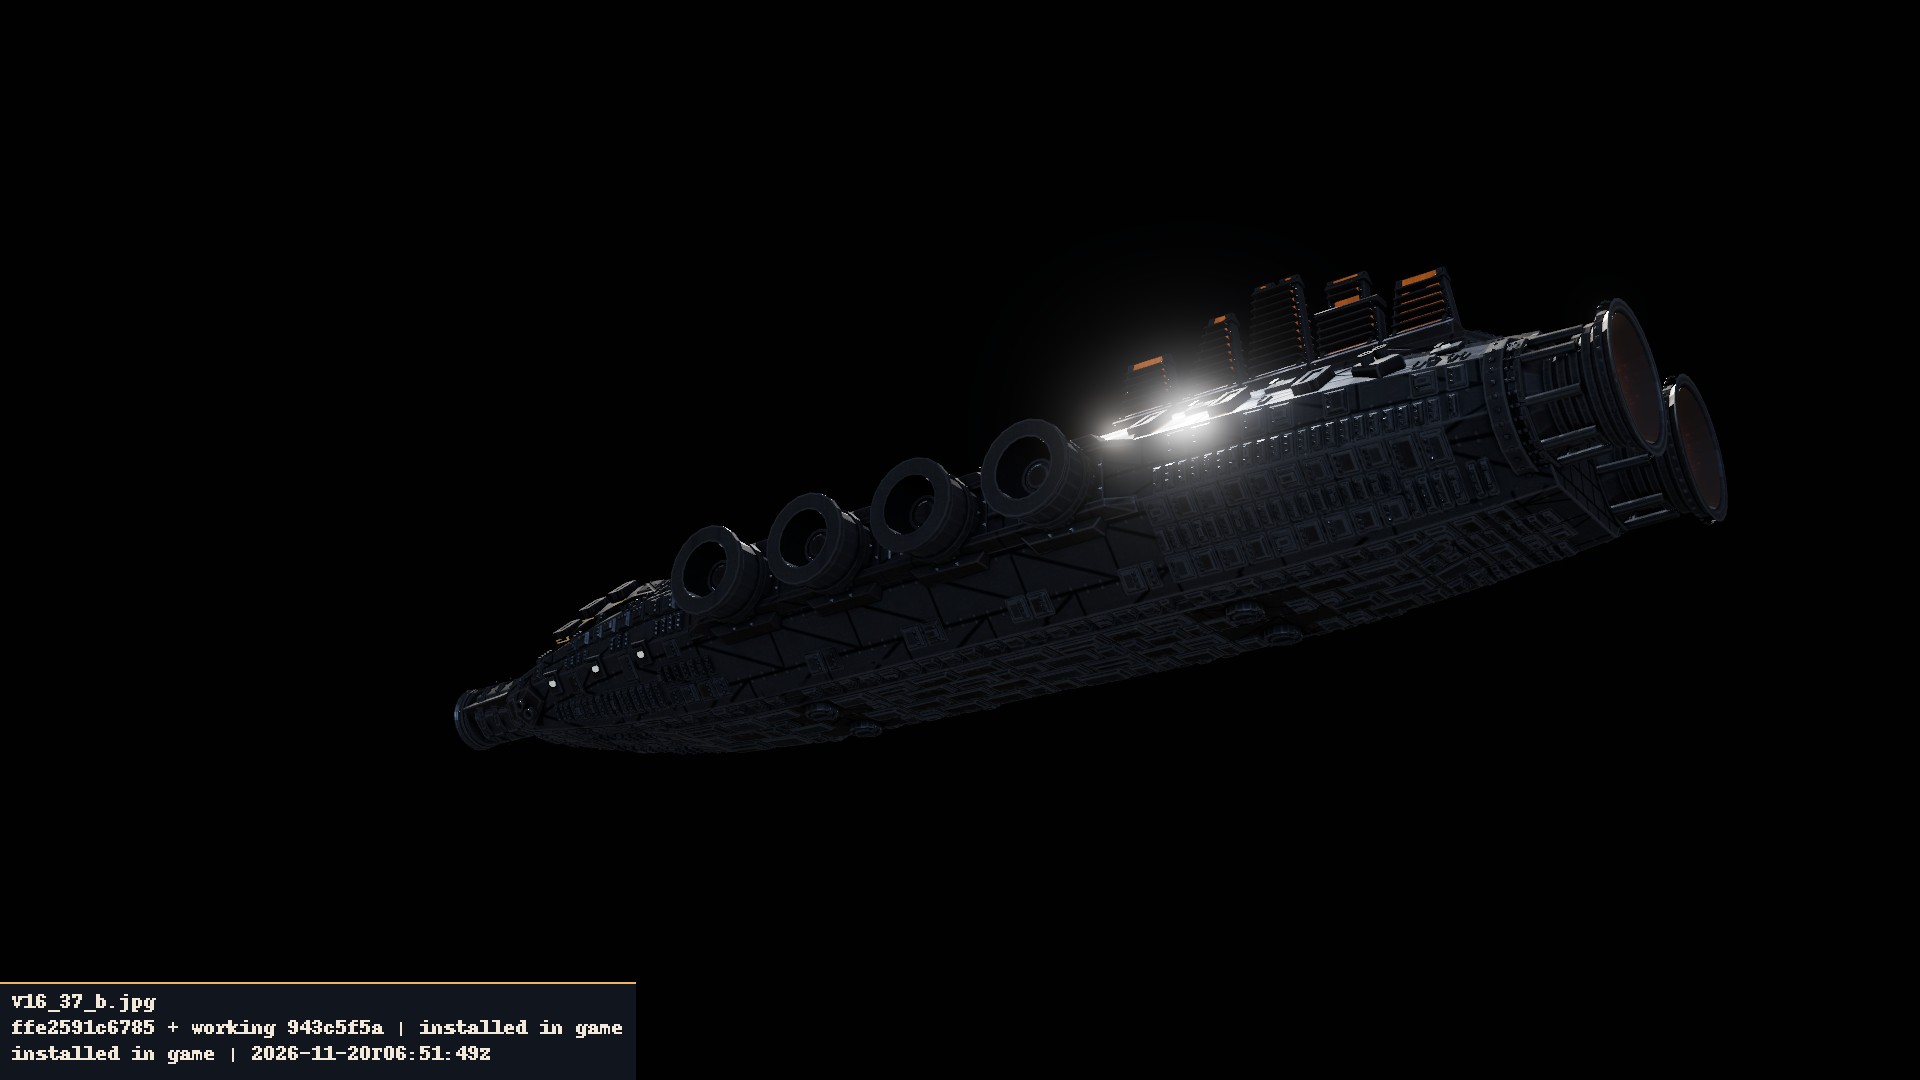 v16_37_b.jpg
ffe2591c6785 + working 943c5f5a | installed in game
installed in game | 2026-11-20T06:51:49Z